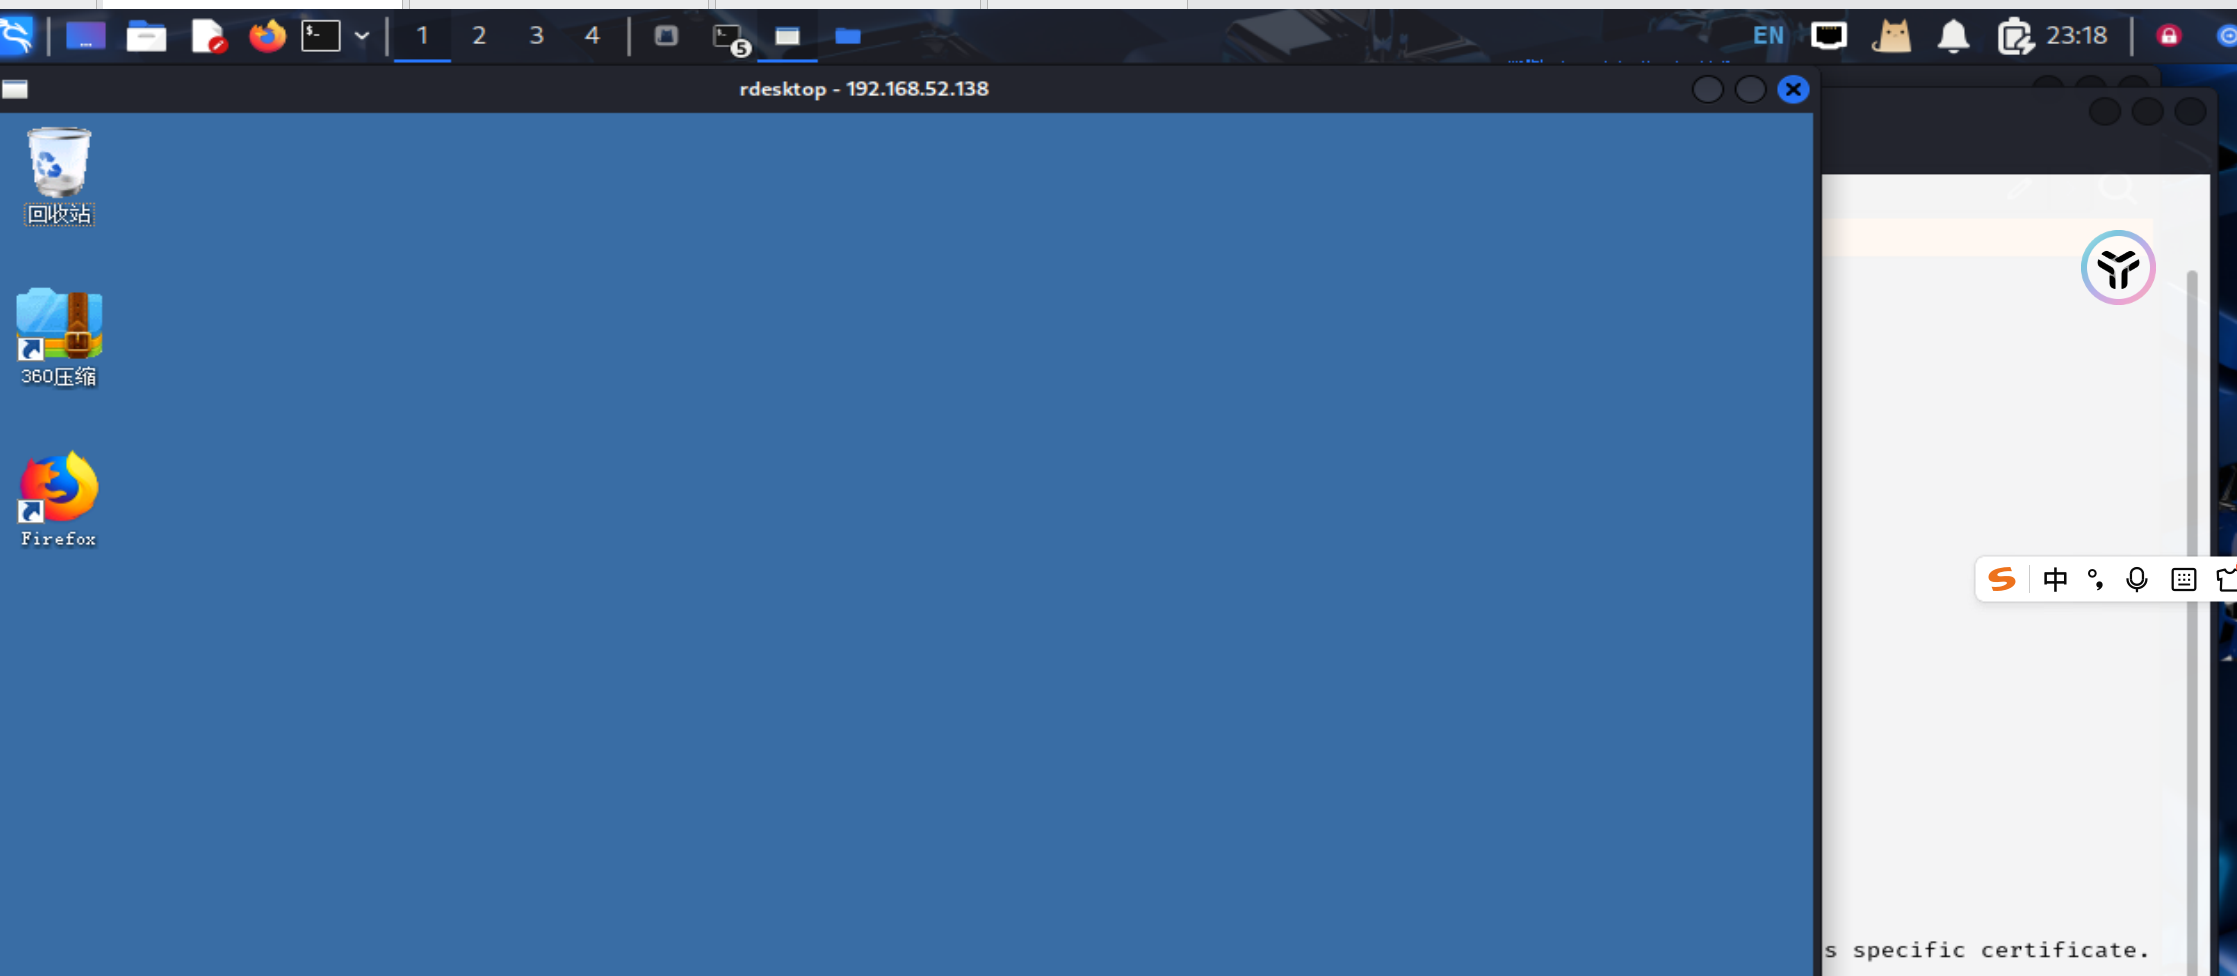 1 2 3 4
5
EN
23:18
rdesktop - 192.168.52.138
回收站
360压缩
Firefox
中
s specific certificate.